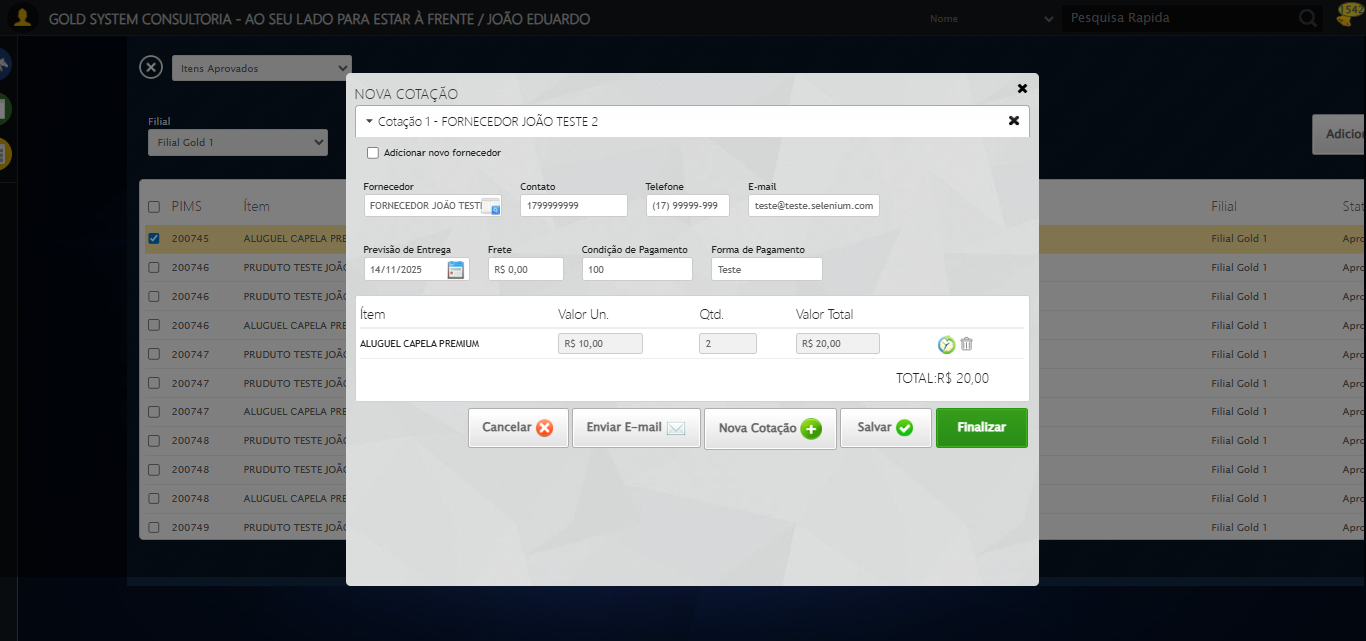 GOLD SYSTEM CONSULTORIA - AO SEU LADO PARA ESTAR À FRENTE / JOÃO EDUARDO
Nome
Pesquisa Rapida
1542
Itens Aprovados
Filial
Filial Gold 1
Adicio
NOVA COTAÇÃO
Cotação 1 - FORNECEDOR JOÃO TESTE 2
Adicionar novo fornecedor
Fornecedor Contato Telefone E-mail
FORNECEDOR JOÃO TESTE 1799999999 (17) 99999-999 teste@teste.selenium.com
Previsão de Entrega Frete Condição de Pagamento Forma de Pagamento
14/11/2025 R$ 0,00 100 Teste
Ítem Valor Un. Qtd. Valor Total
ALUGUEL CAPELA PREMIUM R$ 10,00 2 R$ 20,00
TOTAL:R$ 20,00
Cancelar Enviar E-mail Nova Cotação Salvar Finalizar
PIMS Ítem Filial Stat
200745 ALUGUEL CAPELA PRE Filial Gold 1 Apro
200746 PRUDUTO TESTE JOÃO Filial Gold 1 Apro
200746 PRUDUTO TESTE JOÃO Filial Gold 1 Apro
200746 ALUGUEL CAPELA PRE Filial Gold 1 Apro
200747 PRUDUTO TESTE JOÃO Filial Gold 1 Apro
200747 PRUDUTO TESTE JOÃO Filial Gold 1 Apro
200747 ALUGUEL CAPELA PRE Filial Gold 1 Apro
200748 PRUDUTO TESTE JOÃO Filial Gold 1 Apro
200748 PRUDUTO TESTE JOÃO Filial Gold 1 Apro
200748 ALUGUEL CAPELA PRE Filial Gold 1 Apro
200749 PRUDUTO TESTE JOÃO Filial Gold 1 Apro